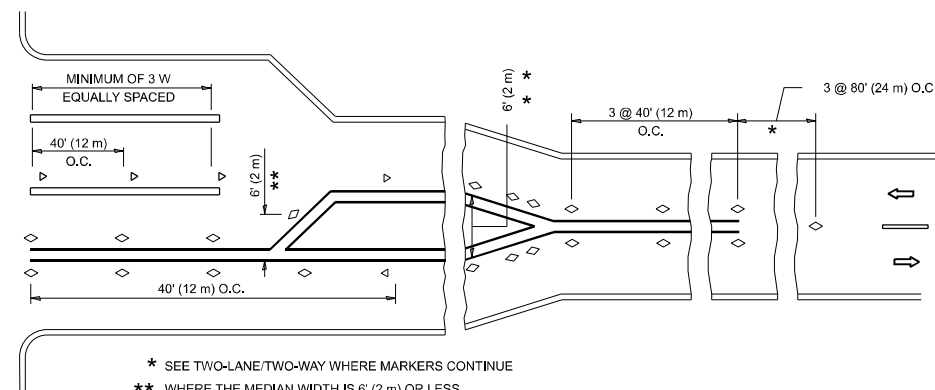 MINIMUM OF 3 W
EQUALLY SPACED
40' (12 m)
O.C.
6' (2 m)
**
40' (12 m) O.C.
6' (2 m) *
*
3 @ 40' (12 m)
O.C.
*
3 @ 80' (24 m) O.C
* SEE TWO-LANE/TWO-WAY WHERE MARKERS CONTINUE
** WHERE THE MEDIAN WIDTH IS 6' (2 m) OR LESS